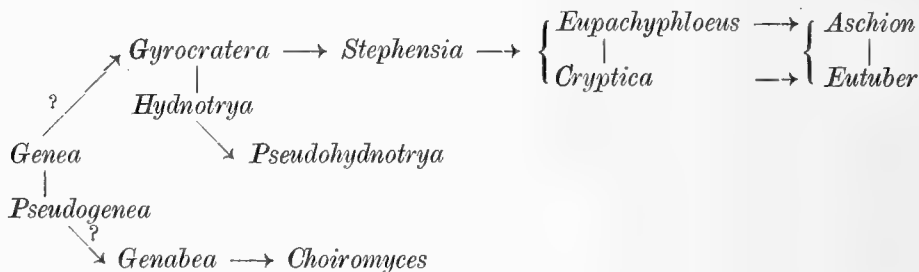 Eupachyphloeus Aschion
Gyrocratera Stephensia
Cryptica Eutuber
Hydnotrya
?
Genea Pseudohydnotrya
Pseudogenea
?
Genabea Choiromyces